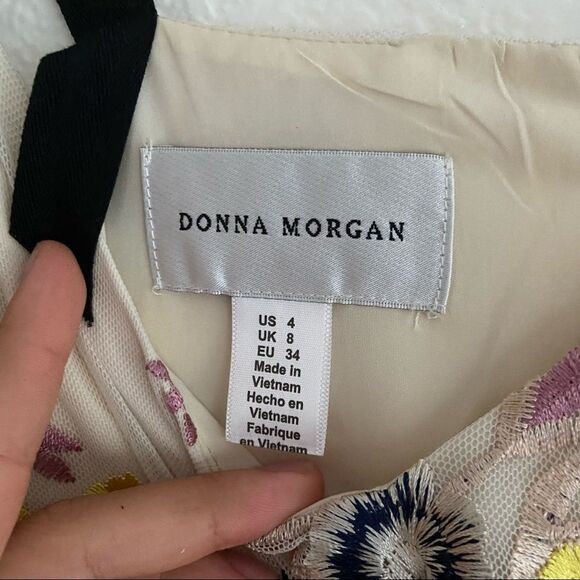 DONNA MORGAN
US 4
UK 8
EU 34
Made in
Vietnam
Hecho en
Vietnam
Fabrique
en Vietnam